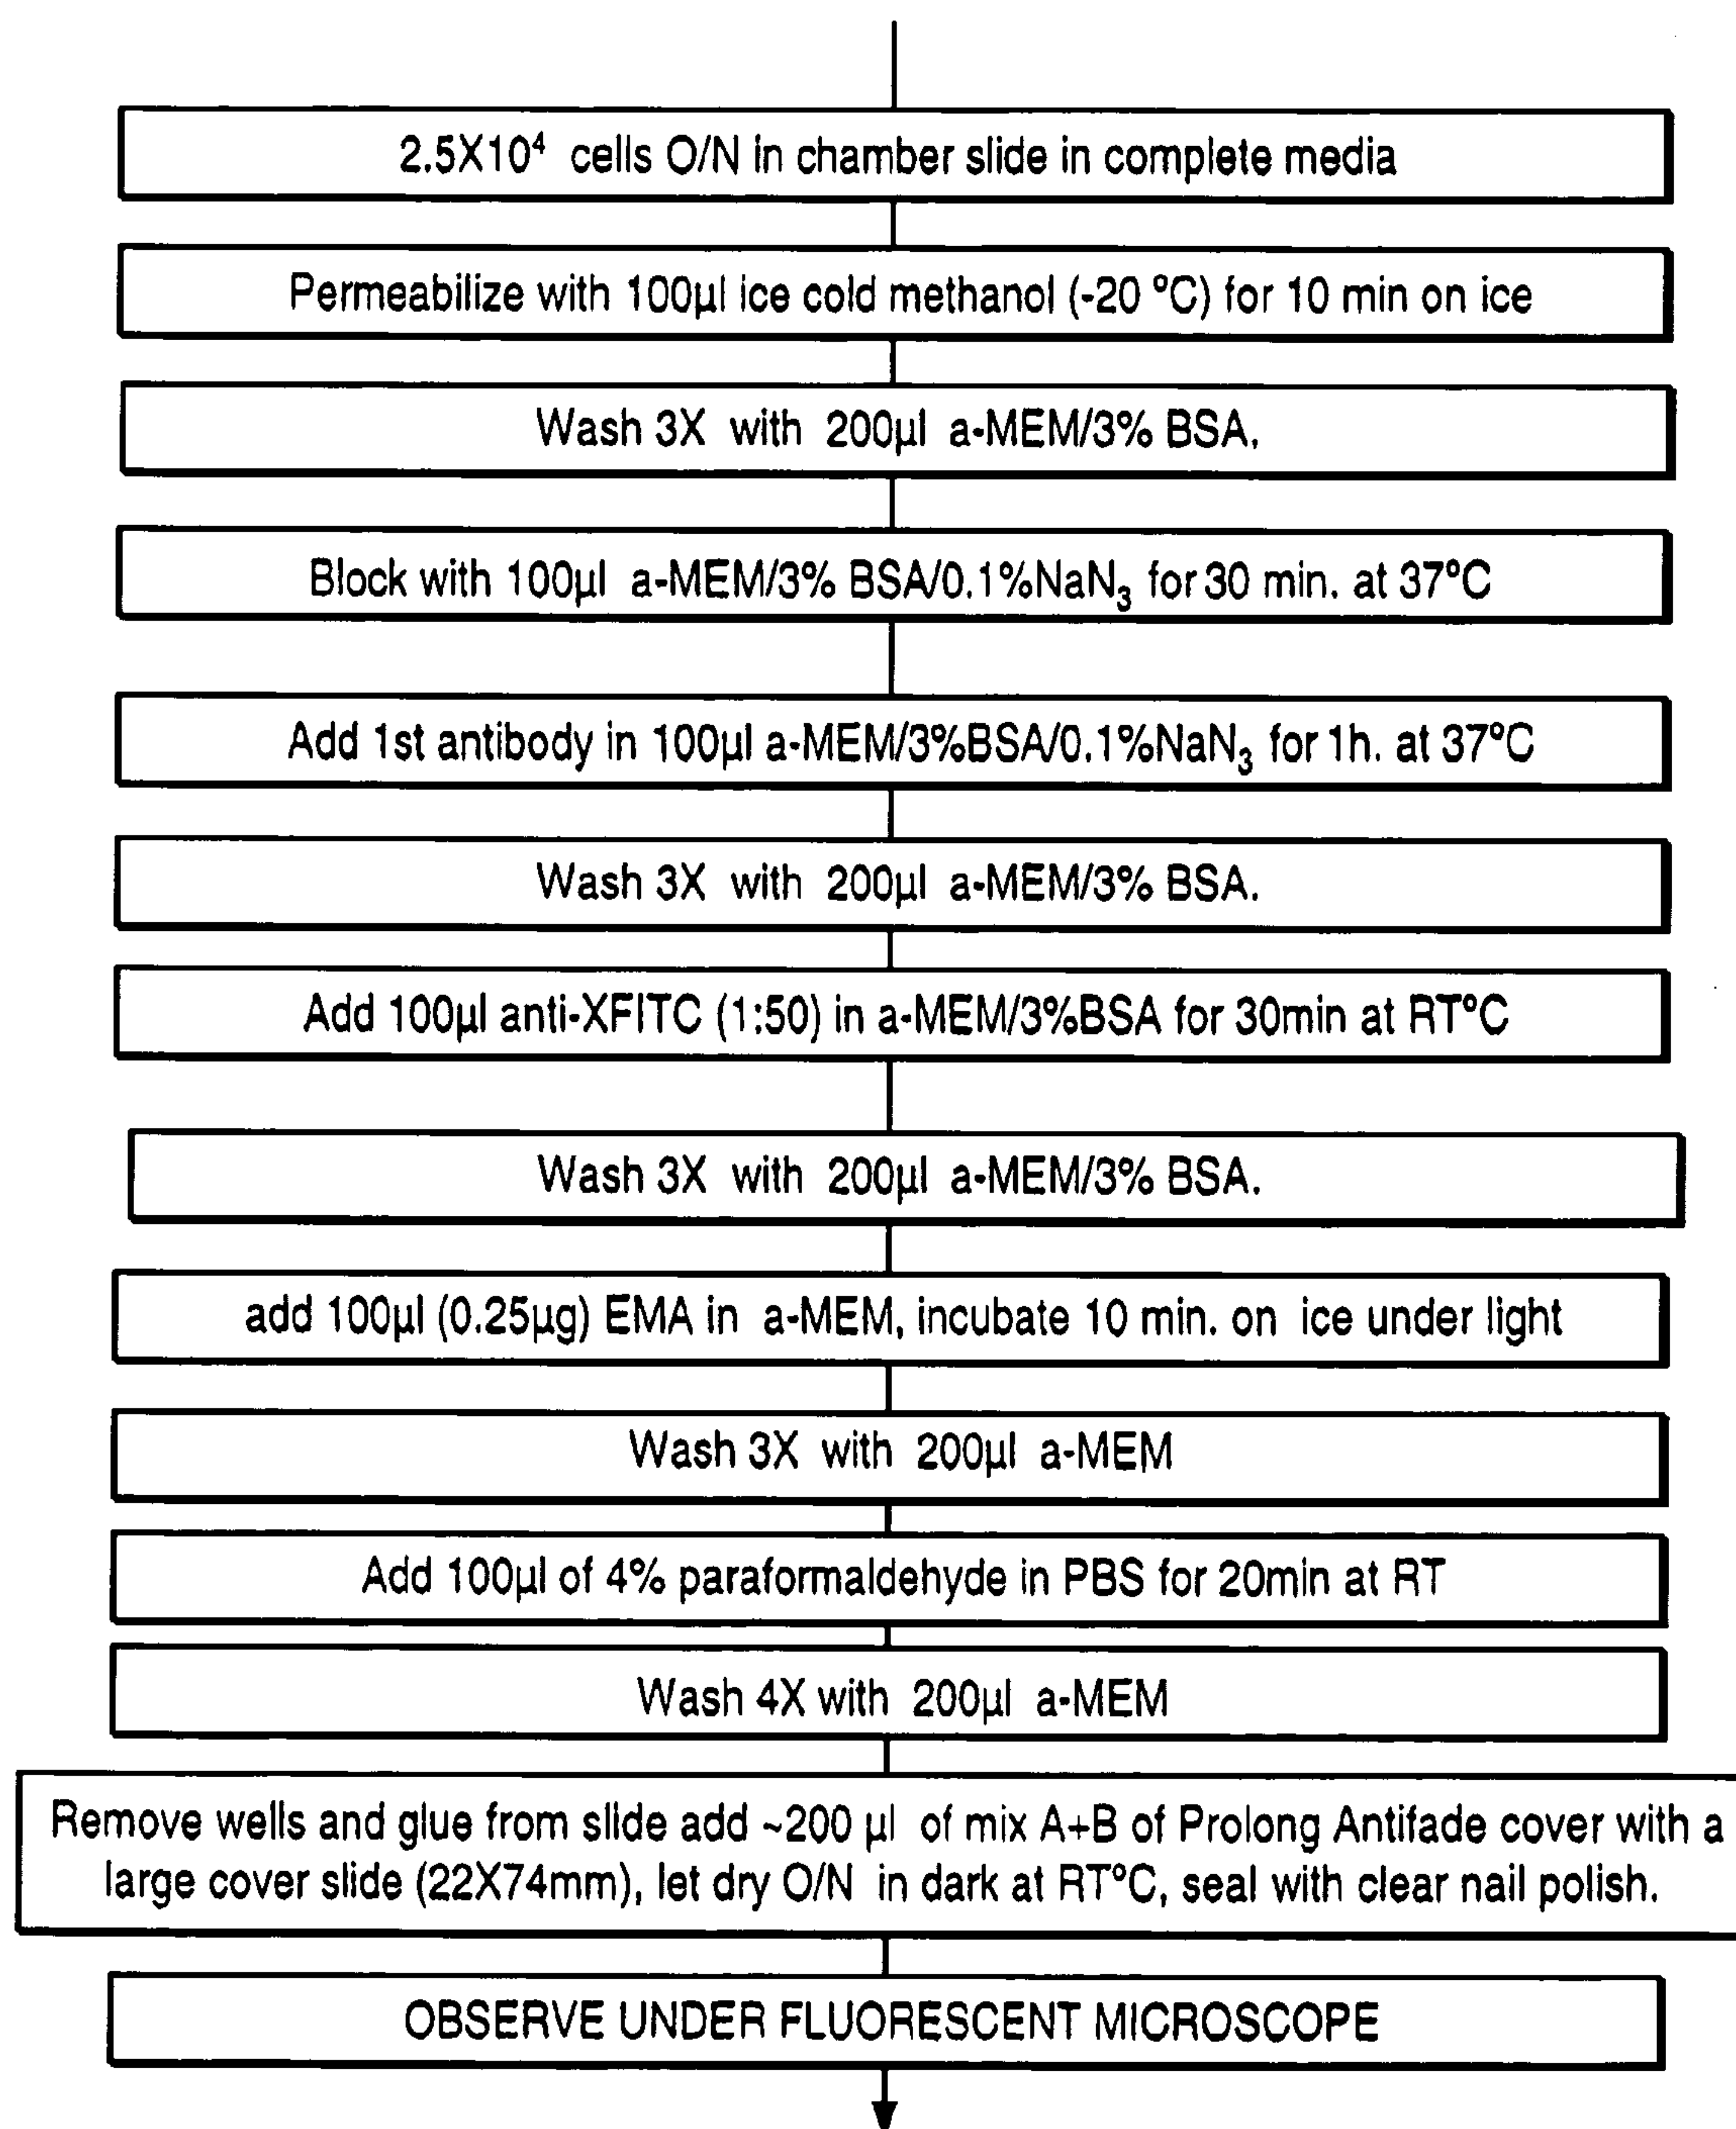 2.5X10⁴ cells O/N in chamber slide in complete media
Permeabilize with 100µl ice cold methanol (-20 ºC) for 10 min on ice
Wash 3X with 200µl a-MEM/3% BSA.
Block with 100µl a-MEM/3% BSA/0.1%NaN₃ for 30 min. at 37ºC
Add 1st antibody in 100µl a-MEM/3%BSA/0.1%NaN₃ for 1h. at 37ºC
Wash 3X with 200µl a-MEM/3% BSA.
Add 100µl anti-XFITC (1:50) in a-MEM/3%BSA for 30min at RTºC
Wash 3X with 200µl a-MEM/3% BSA.
add 100µl (0.25µg) EMA in a-MEM, incubate 10 min. on ice under light
Wash 3X with 200µl a-MEM
Add 100µl of 4% paraformaldehyde in PBS for 20min at RT
Wash 4X with 200µl a-MEM
Remove wells and glue from slide add ~200 µl of mix A+B of Prolong Antifade cover with a
large cover slide (22X74mm), let dry O/N in dark at RTºC, seal with clear nail polish.
OBSERVE UNDER FLUORESCENT MICROSCOPE